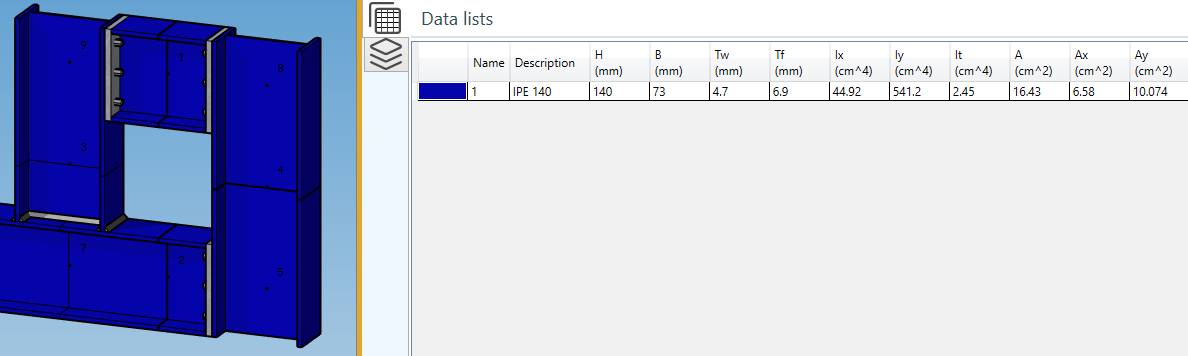 Data lists
Name Description H (mm) B (mm) Tw (mm) Tf (mm) Ix (cm^4) Iy (cm^4) It (cm^4) A (cm^2) Ax (cm^2) Ay (cm^2)
1 IPE 140 140 73 4.7 6.9 44.92 541.2 2.45 16.43 6.58 10.074
9
1
8
3
4
7
2
5